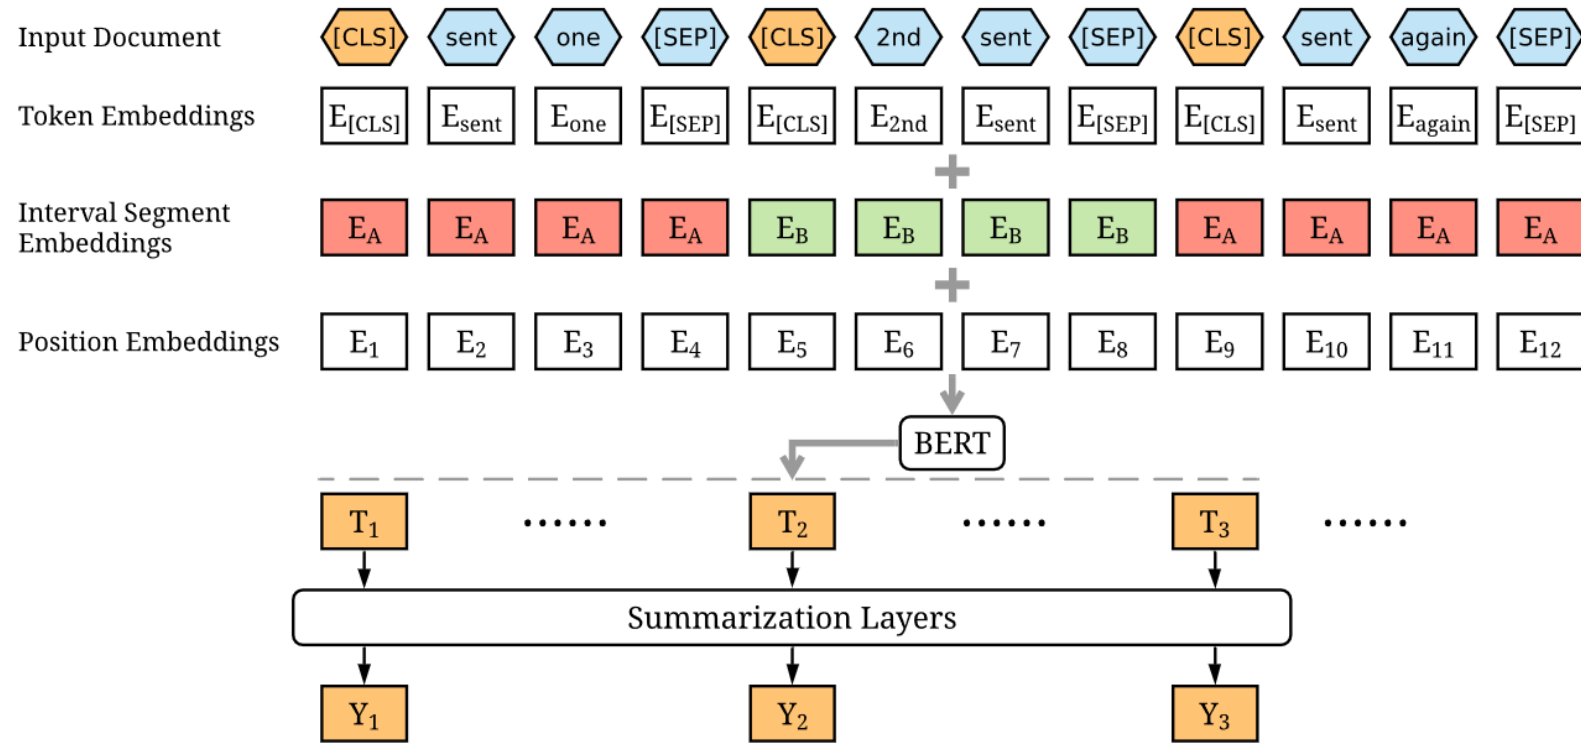 Input Document [CLS] sent one [SEP] [CLS] 2nd sent [SEP] [CLS] sent again [SEP]
Token Embeddings E[CLS] Esent Eone E[SEP] E[CLS] E2nd Esent E[SEP] E[CLS] Esent Eagain E[SEP]
+
Interval Segment
Embeddings EA EA EA EA EB EB EB EB EA EA EA EA
+
Position Embeddings E1 E2 E3 E4 E5 E6 E7 E8 E9 E10 E11 E12
BERT
T1 ...... T2 ...... T3 ......
Summarization Layers
Y1 Y2 Y3